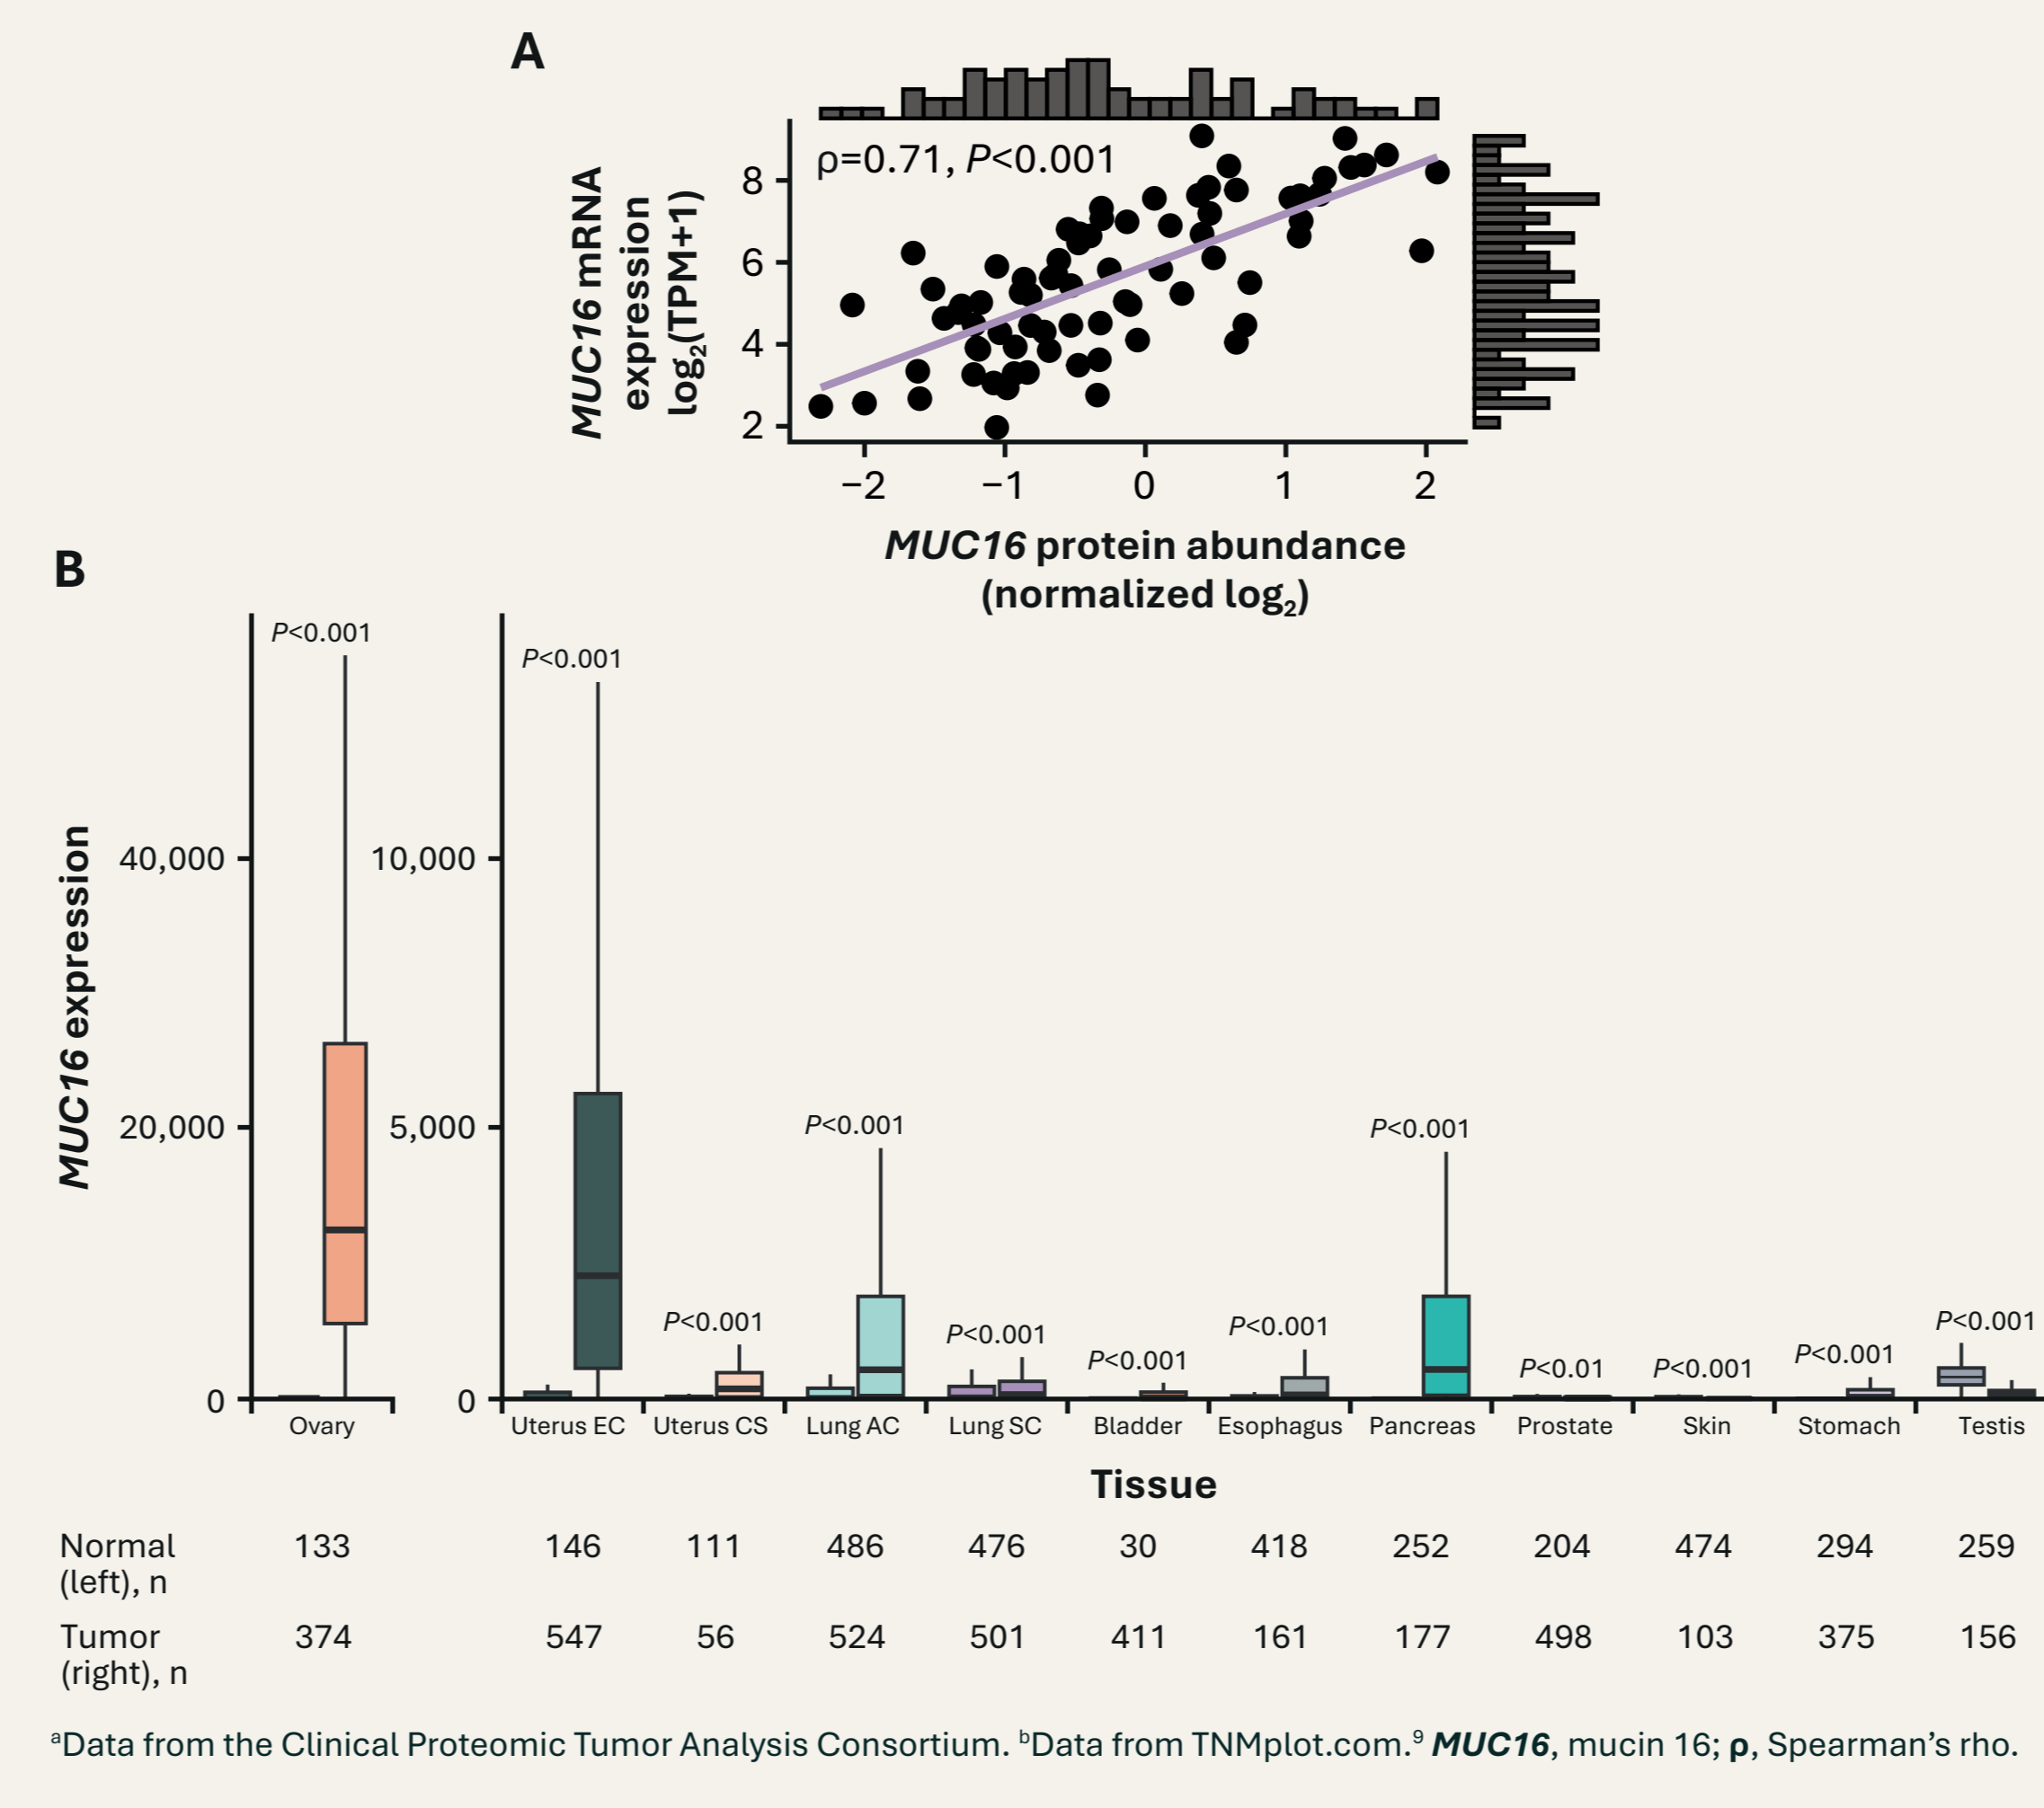 A
ρ=0.71, P<0.001
MUC16 mRNA
expression
log₂(TPM+1)
8
6
4
2
−2 −1 0 1 2
MUC16 protein abundance
(normalized log₂)
B
MUC16 expression
40,000
20,000
0
10,000
5,000
0
P<0.001
P<0.001
P<0.001
P<0.001
P<0.001
P<0.001
P<0.001
P<0.001
P<0.01
P<0.001
P<0.001
P<0.001
Ovary Uterus EC Uterus CS Lung AC Lung SC Bladder Esophagus Pancreas Prostate Skin Stomach Testis
Tissue
Normal
(left), n
133 146 111 486 476 30 418 252 204 474 294 259
Tumor
(right), n
374 547 56 524 501 411 161 177 498 103 375 156
ᵃData from the Clinical Proteomic Tumor Analysis Consortium. ᵇData from TNMplot.com.⁹ MUC16, mucin 16; ρ, Spearman’s rho.